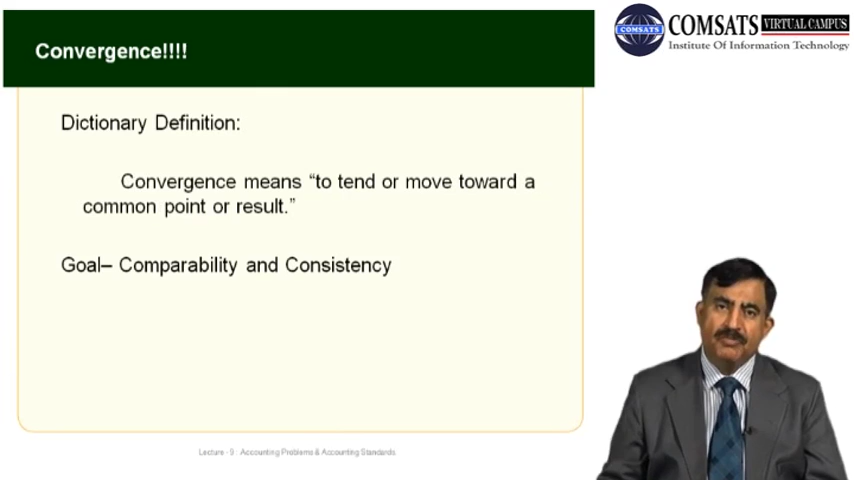 Convergence!!!!
COMSATS VIRTUAL CAMPUS
COMSATS
Institute Of Information Technology
Dictionary Definition:
Convergence means “to tend or move toward a
common point or result.”
Goal– Comparability and Consistency
Lecture - 9 : Accounting Problems & Accounting Standards